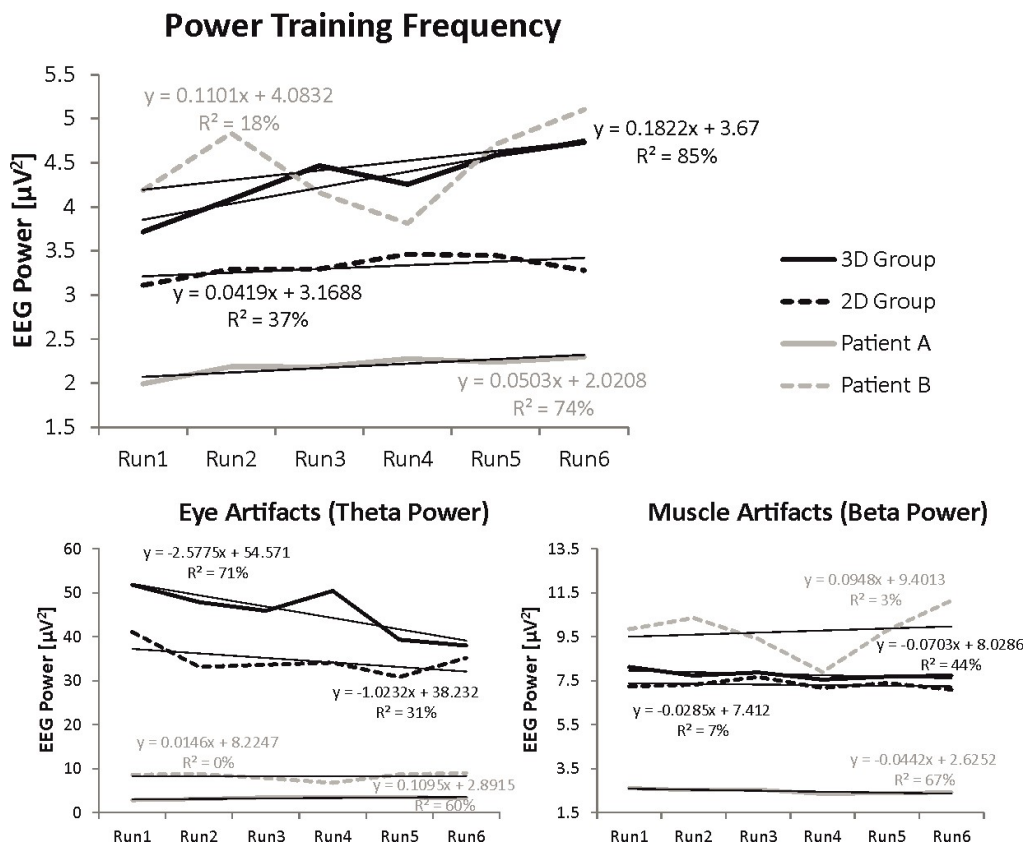 Power Training Frequency
EEG Power [µV²]
5.5
5
4.5
4
3.5
3
2.5
2
1.5
y = 0.1101x + 4.0832
R² = 18%
y = 0.1822x + 3.67
R² = 85%
y = 0.0419x + 3.1688
R² = 37%
y = 0.0503x + 2.0208
R² = 74%
Run1 Run2 Run3 Run4 Run5 Run6
3D Group
2D Group
Patient A
Patient B
Eye Artifacts (Theta Power)
EEG Power [µV²]
60
50
40
30
20
10
0
y = -2.5775x + 54.571
R² = 71%
y = -1.0232x + 38.232
R² = 31%
y = 0.0146x + 8.2247
R² = 0%
y = 0.1095x + 2.8915
R² = 60%
Run1 Run2 Run3 Run4 Run5 Run6
Muscle Artifacts (Beta Power)
EEG Power [µV²]
13.5
11.5
9.5
7.5
5.5
3.5
1.5
y = 0.0948x + 9.4013
R² = 3%
y = -0.0703x + 8.0286
R² = 44%
y = -0.0285x + 7.412
R² = 7%
y = -0.0442x + 2.6252
R² = 67%
Run1 Run2 Run3 Run4 Run5 Run6